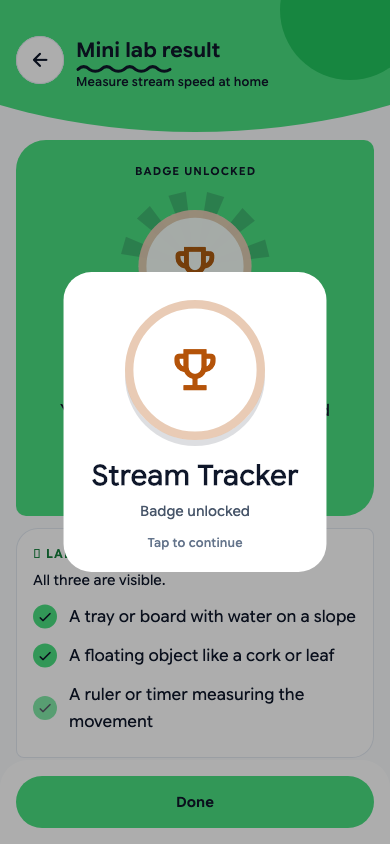 Mini lab result
Measure stream speed at home
BADGE UNLOCKED
Stream Tracker
Badge unlocked
Tap to continue
All three are visible.
A tray or board with water on a slope
A floating object like a cork or leaf
A ruler or timer measuring the
movement
Done